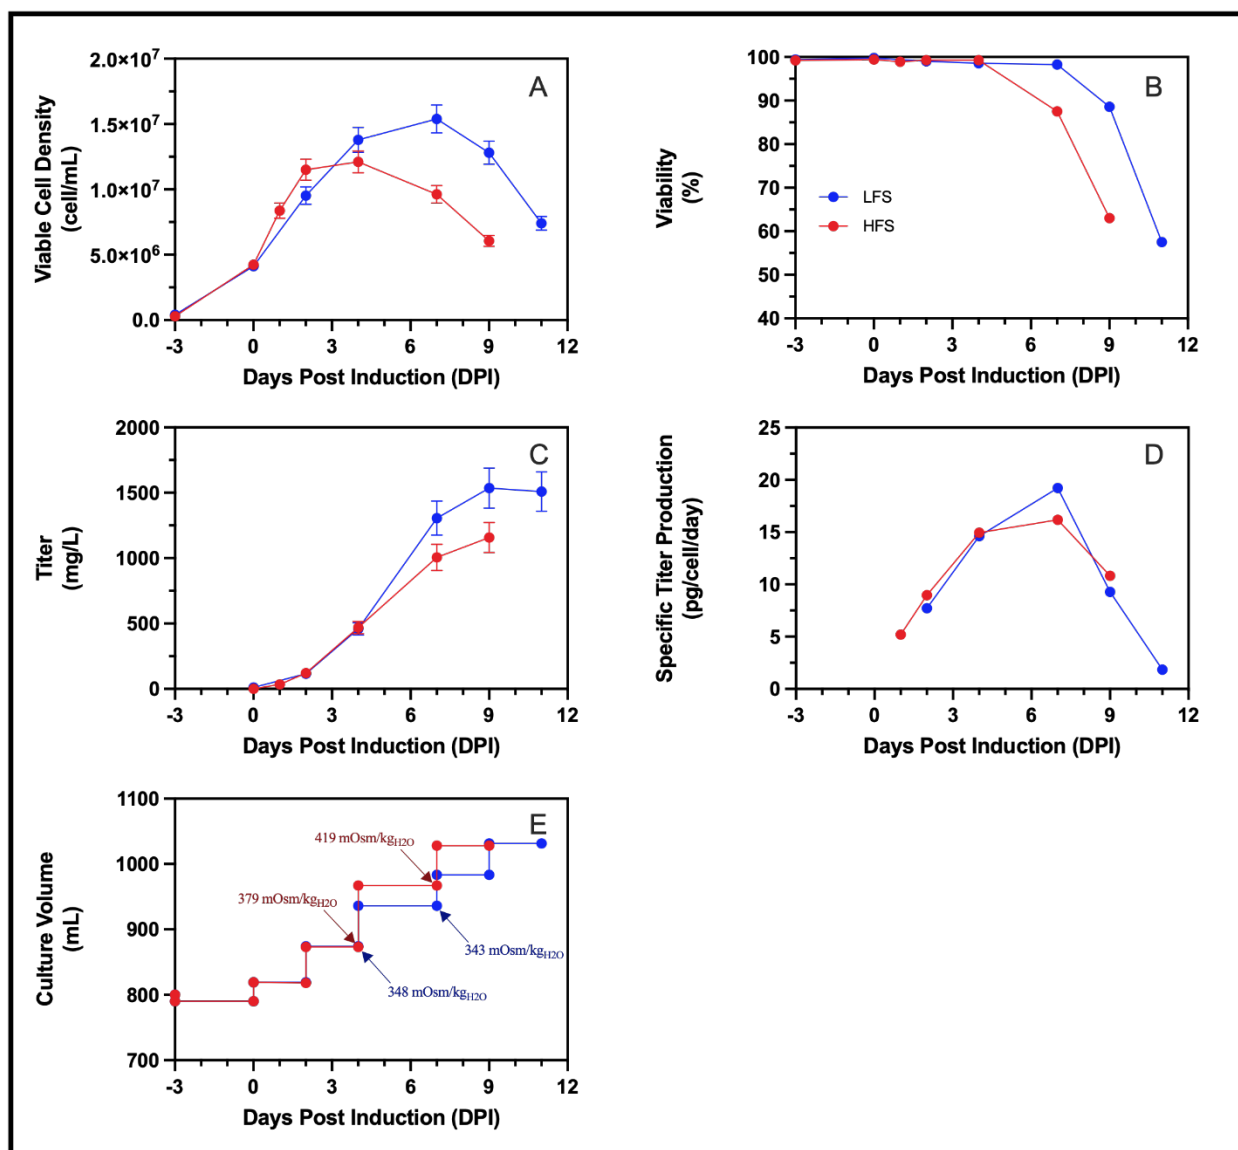 A
Viable Cell Density
(cell/mL)
2.0×10⁷
1.5×10⁷
1.0×10⁷
5.0×10⁶
0.0
-3 0 3 6 9 12
Days Post Induction (DPI)
B
Viability
(%)
100
90
80
70
60
50
40
LFS
HFS
-3 0 3 6 9 12
Days Post Induction (DPI)
C
Titer
(mg/L)
2000
1500
1000
500
0
-3 0 3 6 9 12
Days Post Induction (DPI)
D
Specific Titer Production
(pg/cell/day)
25
20
15
10
5
0
-3 0 3 6 9 12
Days Post Induction (DPI)
E
Culture Volume
(mL)
1100
1000
900
800
700
419 mOsm/kgH2O
379 mOsm/kgH2O
343 mOsm/kgH2O
348 mOsm/kgH2O
-3 0 3 6 9 12
Days Post Induction (DPI)